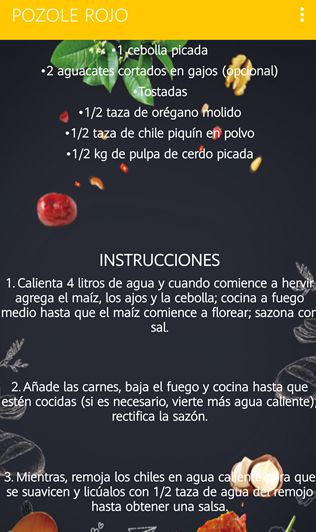 POZOLE ROJO
•1 cebolla picada
•2 aguacates cortados en gajos (opcional)
•Tostadas
•1/2 taza de orégano molido
•1/2 taza de chile piquín en polvo
•1/2 kg de pulpa de cerdo picada
INSTRUCCIONES
1. Calienta 4 litros de agua y cuando comience a hervir
agrega el maíz, los ajos y la cebolla; cocina a fuego
medio hasta que el maíz comience a florear; sazona con
sal.
2. Añade las carnes, baja el fuego y cocina hasta que
estén cocidas (si es necesario, vierte más agua caliente);
rectifica la sazón.
3. Mientras, remoja los chiles en agua caliente para que
se suavicen y licúalos con 1/2 taza de agua del remojo
hasta obtener una salsa.